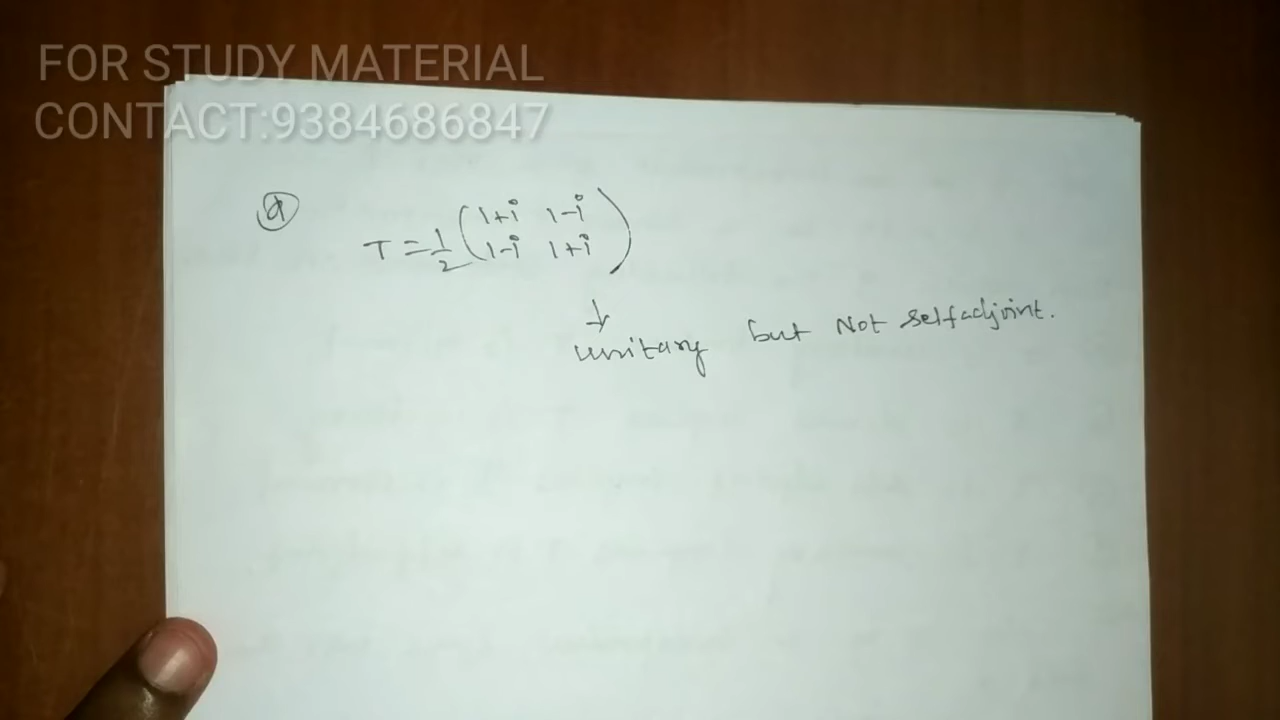 FOR STUDY MATERIAL
CONTACT:9384686847
d
T = 1/2 ( 1+i 1-i
1-i 1+i )
↓
unitary but Not selfadjoint.